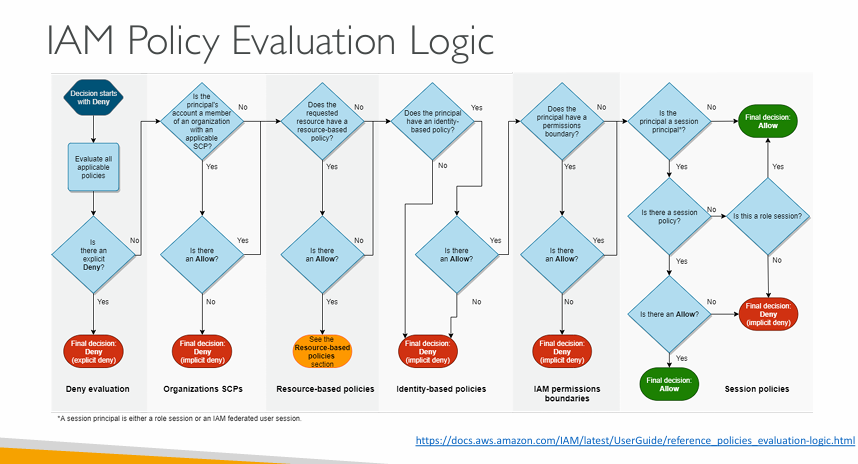 IAM Policy Evaluation Logic
Decision starts
with Deny
Evaluate all
applicable
policies
Is
there an
explicit
Deny?
No
Yes
Final decision:
Deny
(explicit deny)
Deny evaluation
Is the
principal's
account a member
of an organization
with an
applicable
SCP?
No
Yes
Is there
an Allow?
Yes
No
Final decision:
Deny
(implicit deny)
Organizations SCPs
Does the
requested
resource have a
resource-based
policy?
No
Yes
Is there
an Allow?
No
Yes
See the
Resource-based
policies
section
Resource-based policies
Does the principal
have an identity-
based policy?
Yes
No
Is there
an Allow?
Yes
No
Final decision:
Deny
(implicit deny)
Identity-based policies
Does the
principal have a
permissions
boundary?
No
Yes
Is there
an Allow?
Yes
No
Final decision:
Deny
(implicit deny)
IAM permissions
boundaries
Is the
principal a session
principal*?
No
Final decision:
Allow
Yes
Yes
Is there a session
policy?
No
Is this a role session?
Yes
No
Is there an Allow?
No
Final decision:
Deny
(implicit deny)
Yes
Final decision:
Allow
Session policies
*A session principal is either a role session or an IAM federated user session.
https://docs.aws.amazon.com/IAM/latest/UserGuide/reference_policies_evaluation-logic.html